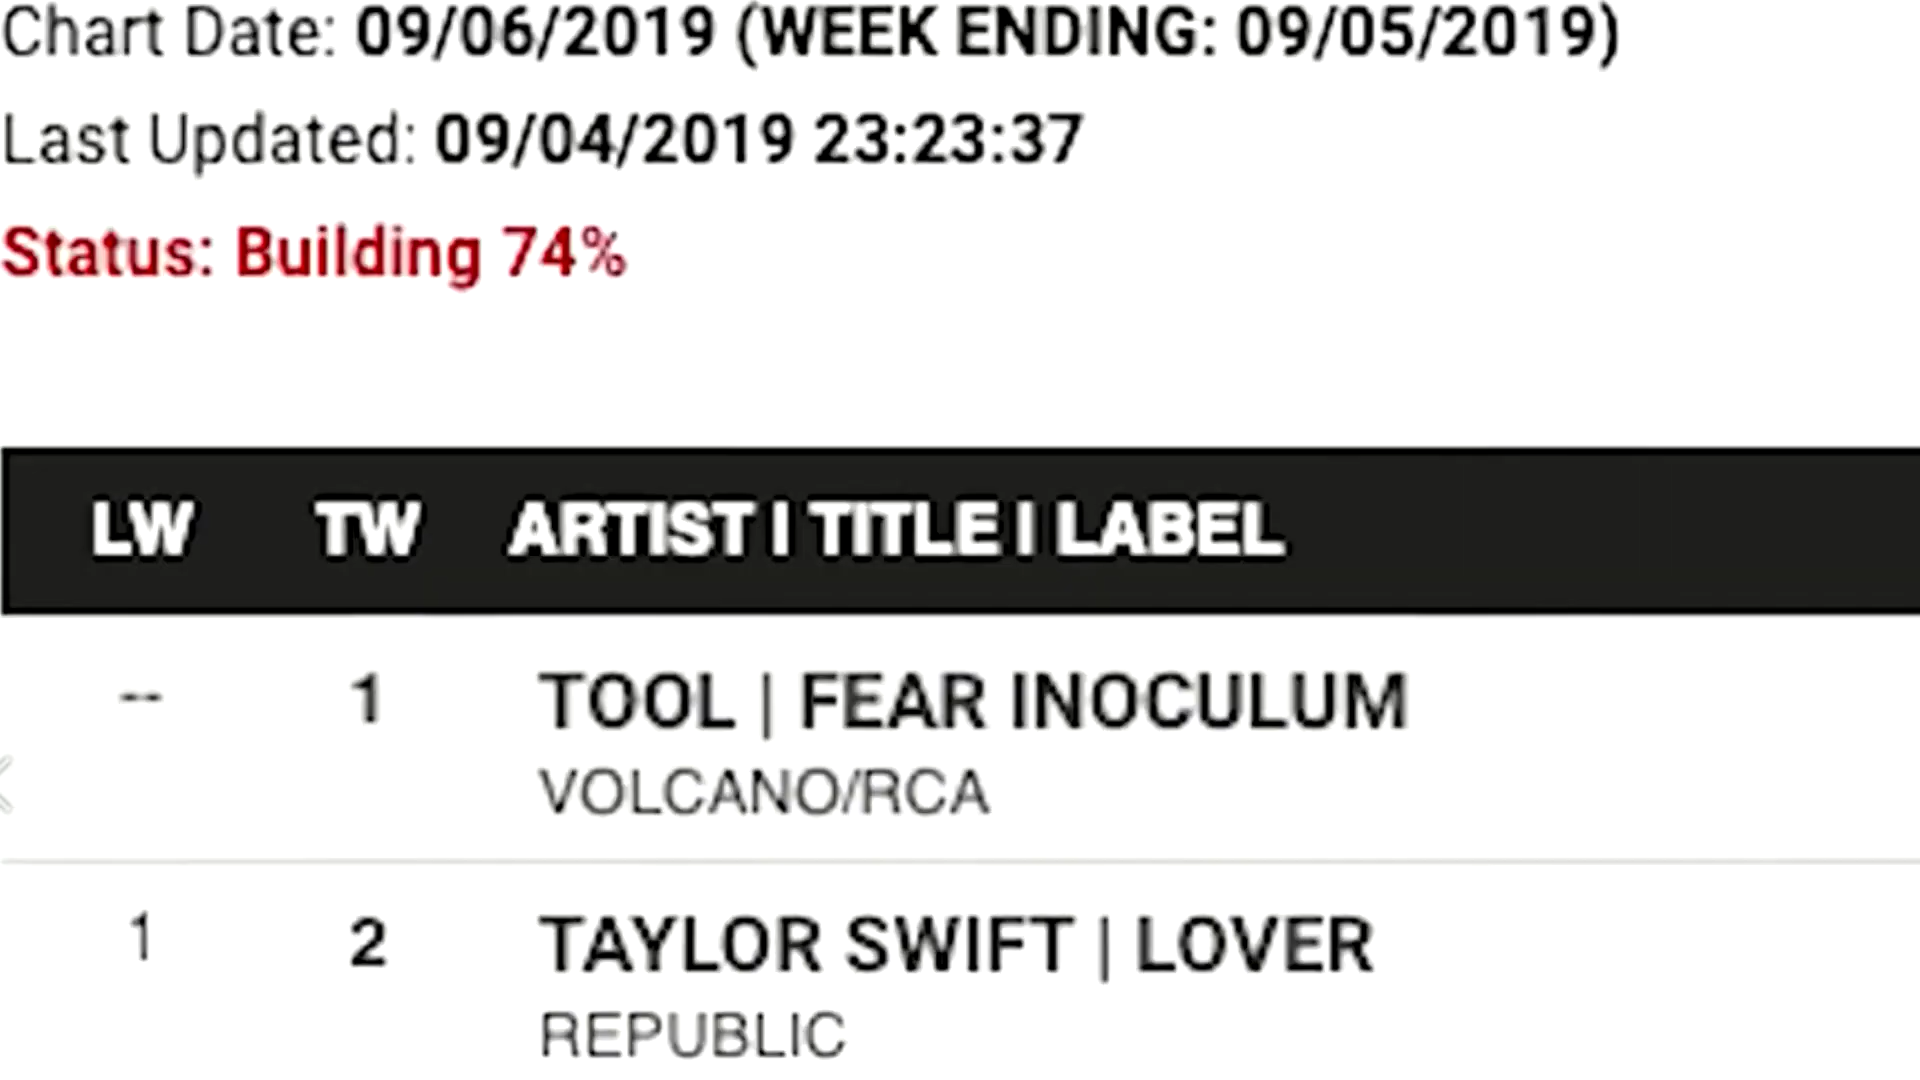 Chart Date: 09/06/2019 (WEEK ENDING: 09/05/2019)
Last Updated: 09/04/2019 23:23:37
Status: Building 74%
LW TW ARTIST | TITLE | LABEL
-- 1 TOOL | FEAR INOCULUM
VOLCANO/RCA
1 2 TAYLOR SWIFT | LOVER
REPUBLIC